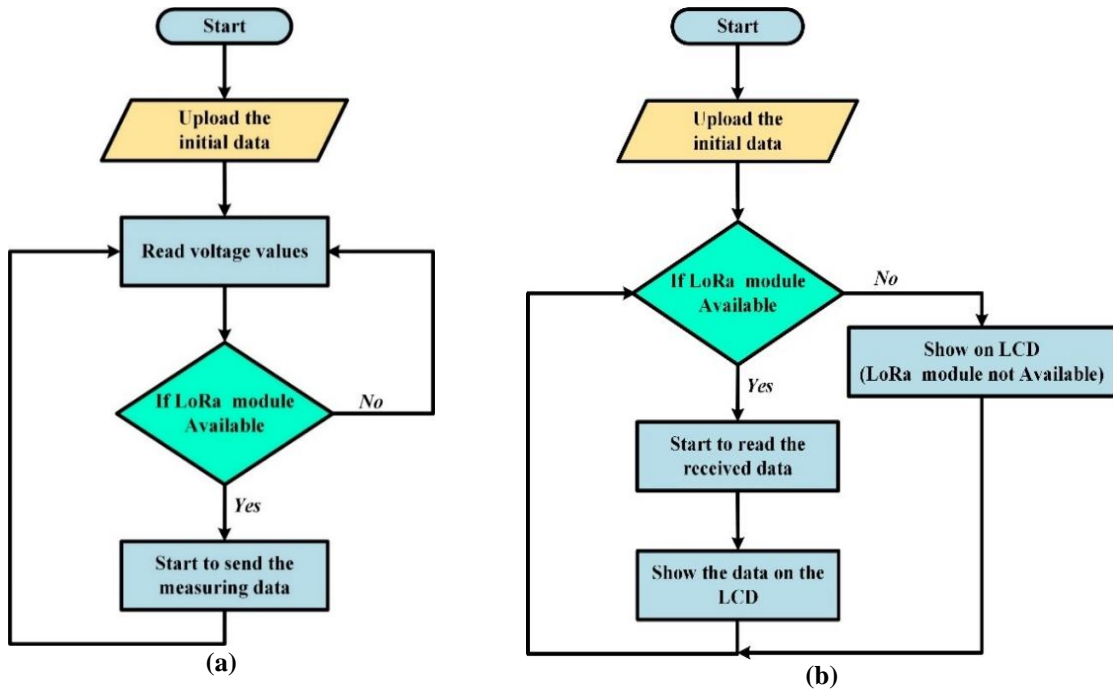 Start
Upload the
initial data
Read voltage values
If LoRa module
Available
No
Yes
Start to send the
measuring data
(a)
Start
Upload the
initial data
If LoRa module
Available
No
Show on LCD
(LoRa module not Available)
Yes
Start to read the
received data
Show the data on the
LCD
(b)